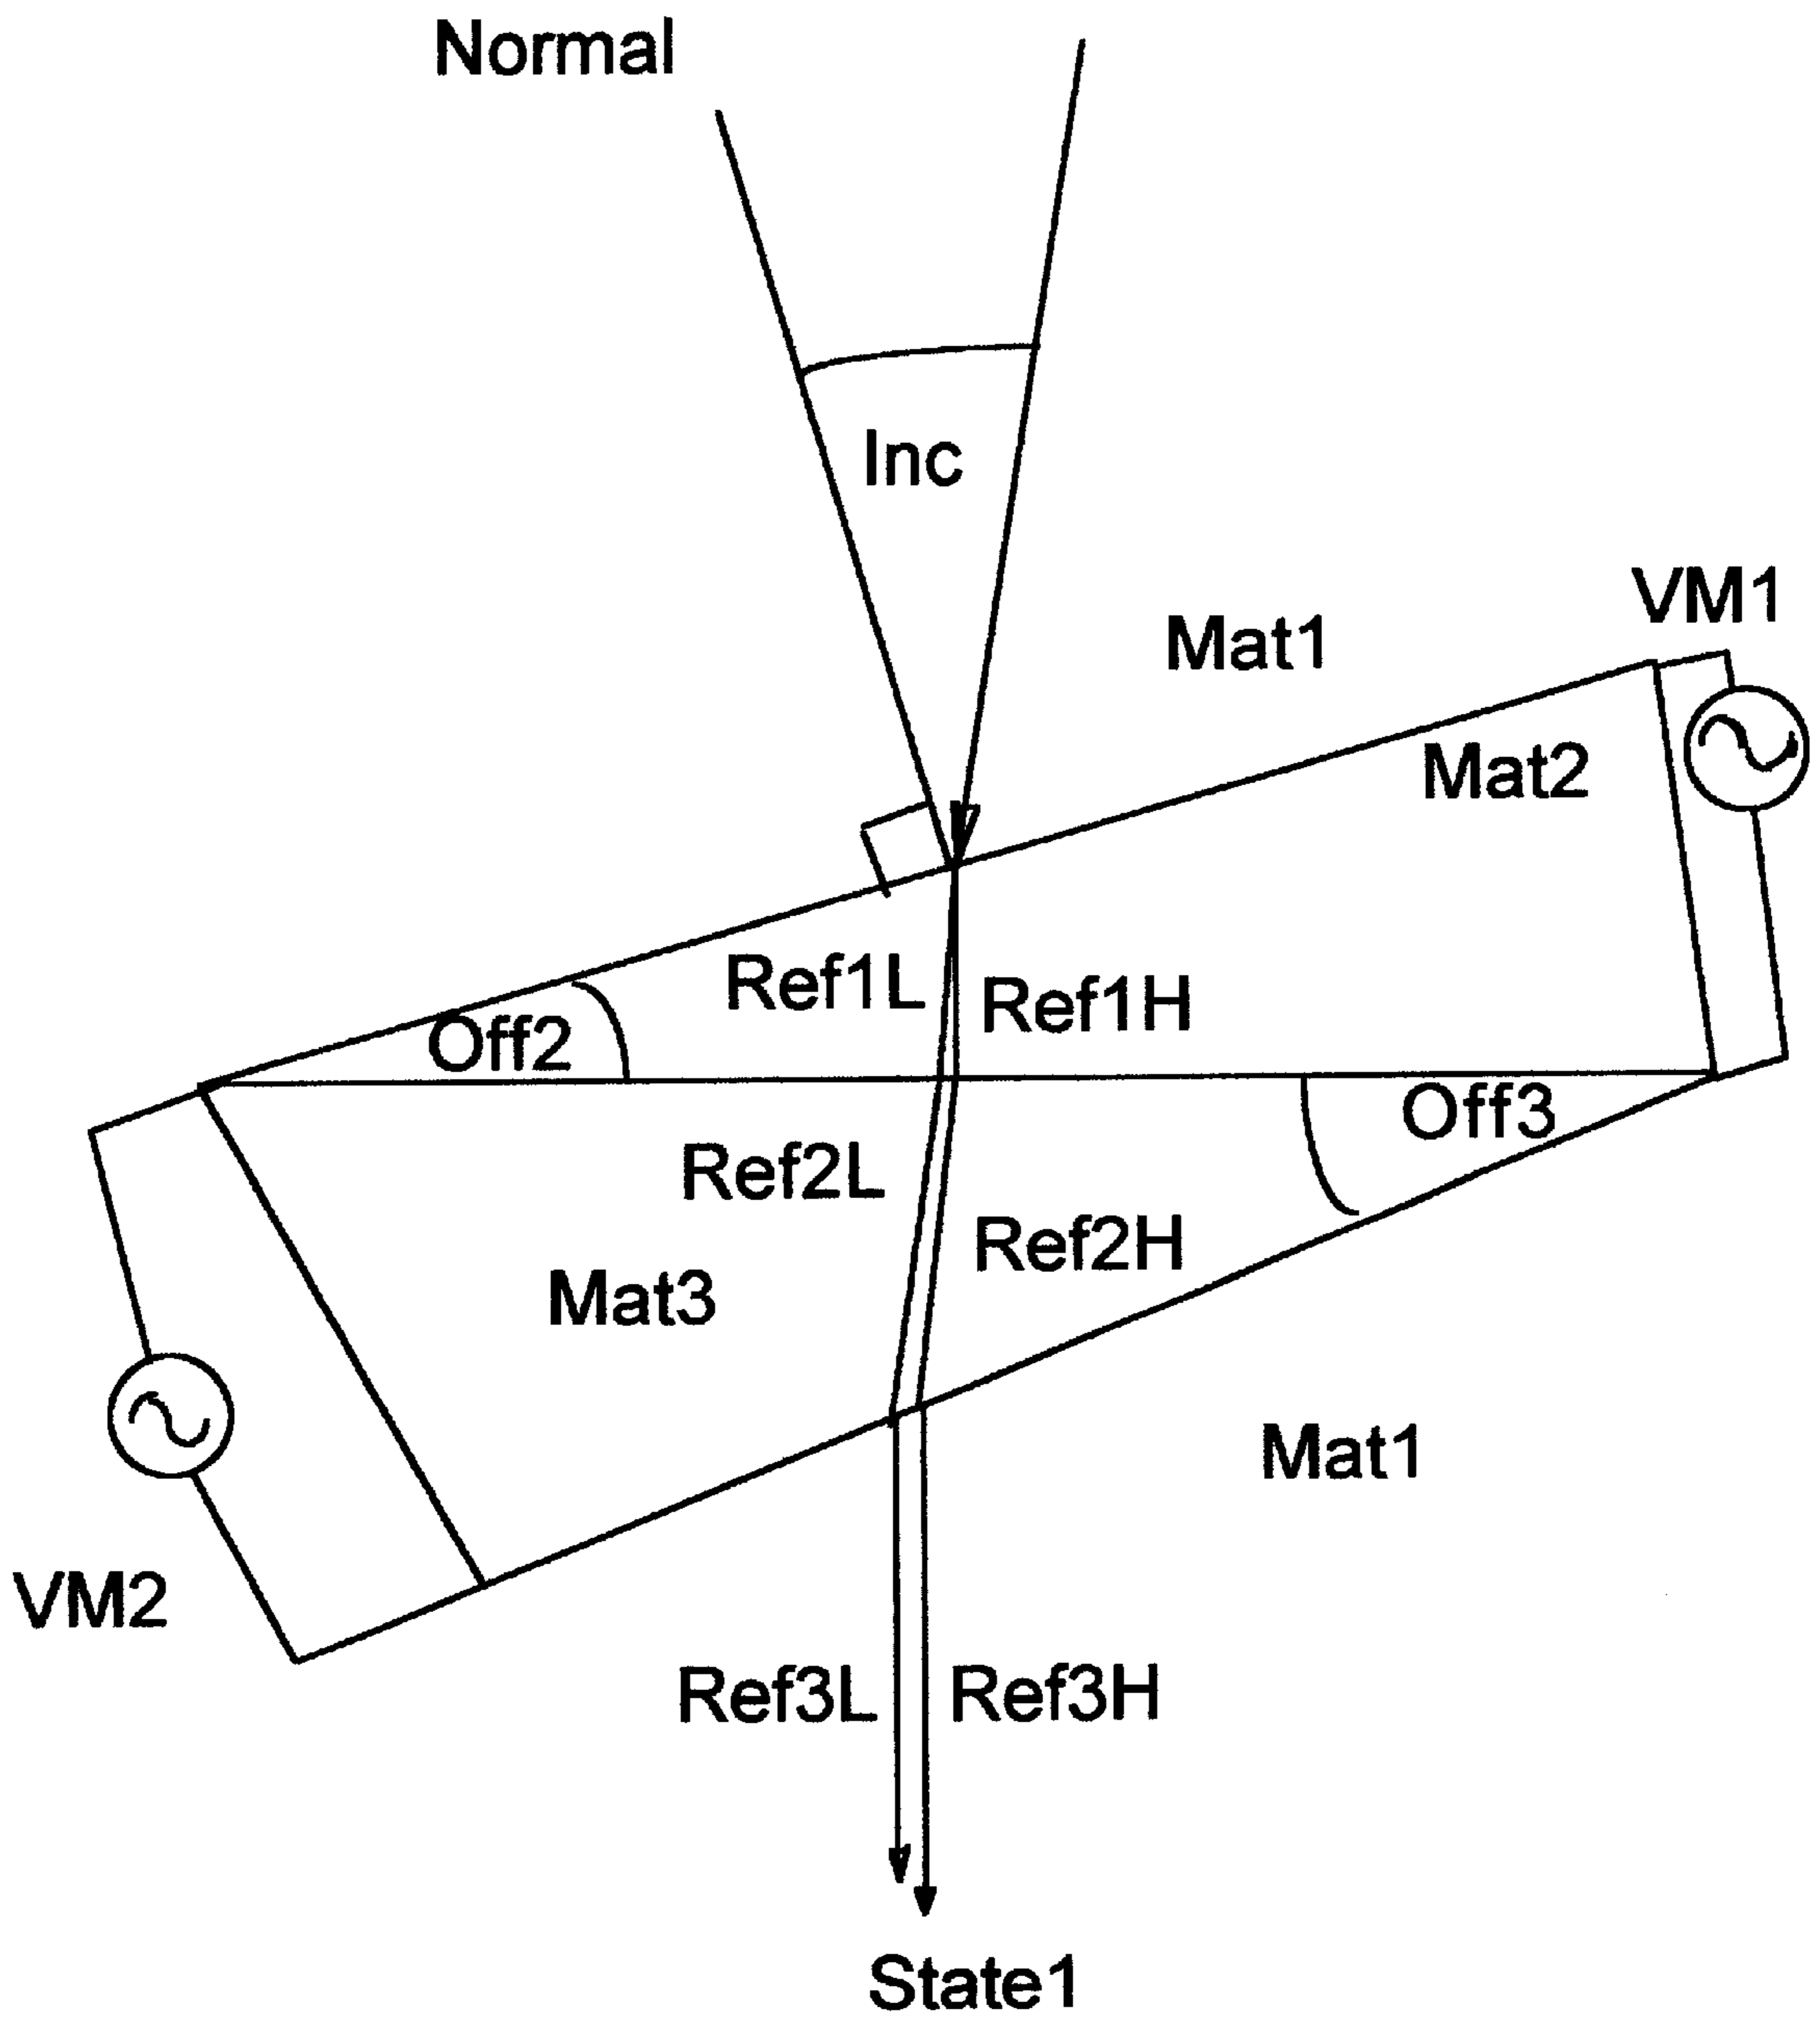 Normal
Inc
VM1
Mat1
Mat2
Ref1L
Ref1H
Off2
Off3
Ref2L
Ref2H
Mat3
Mat1
VM2
Ref3L
Ref3H
State1